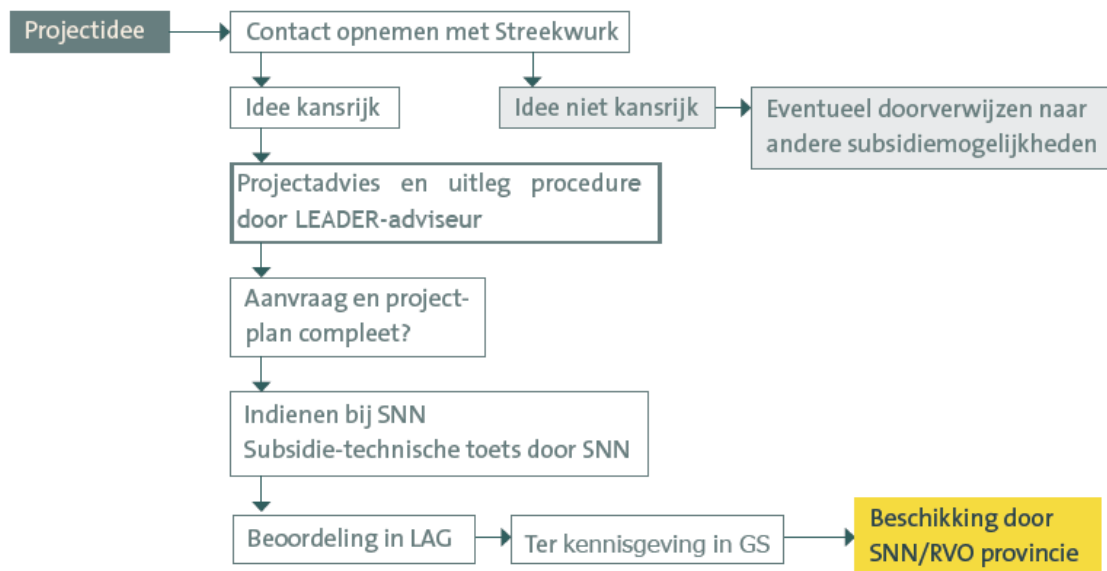 Projectidee
Contact opnemen met Streekwurk
Idee kansrijk
Idee niet kansrijk
Eventueel doorverwijzen naar
andere subsidiemogelijkheden
Projectadvies en uitleg procedure
door LEADER-adviseur
Aanvraag en project-
plan compleet?
Indienen bij SNN
Subsidie-technische toets door SNN
Beoordeling in LAG
Ter kennisgeving in GS
Beschikking door
SNN/RVO provincie